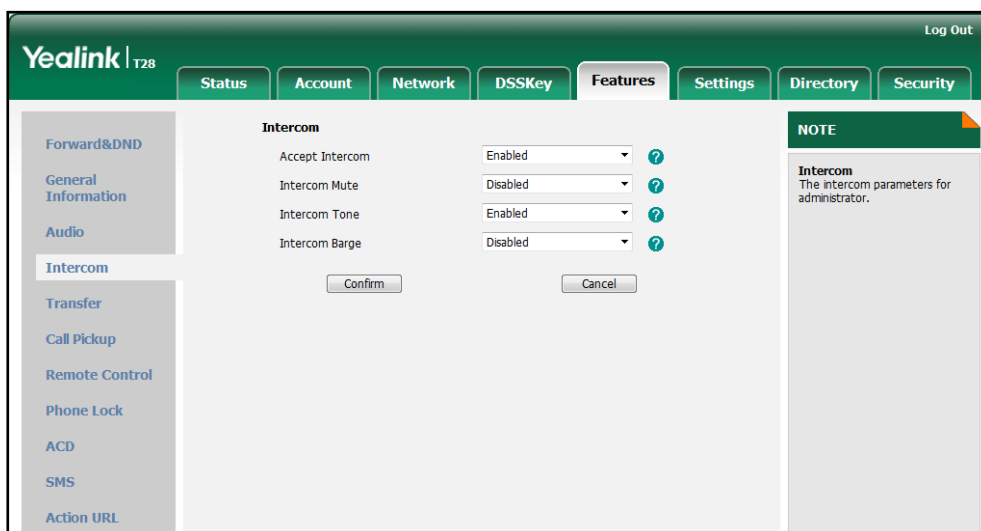 Log Out
Yealink T28
Status Account Network DSSKey Features Settings Directory Security
Forward&DND
General
Information
Audio
Intercom
Transfer
Call Pickup
Remote Control
Phone Lock
ACD
SMS
Action URL
Intercom
Accept Intercom Enabled ?
Intercom Mute Disabled ?
Intercom Tone Enabled ?
Intercom Barge Disabled ?
Confirm Cancel
NOTE
Intercom
The intercom parameters for
administrator.